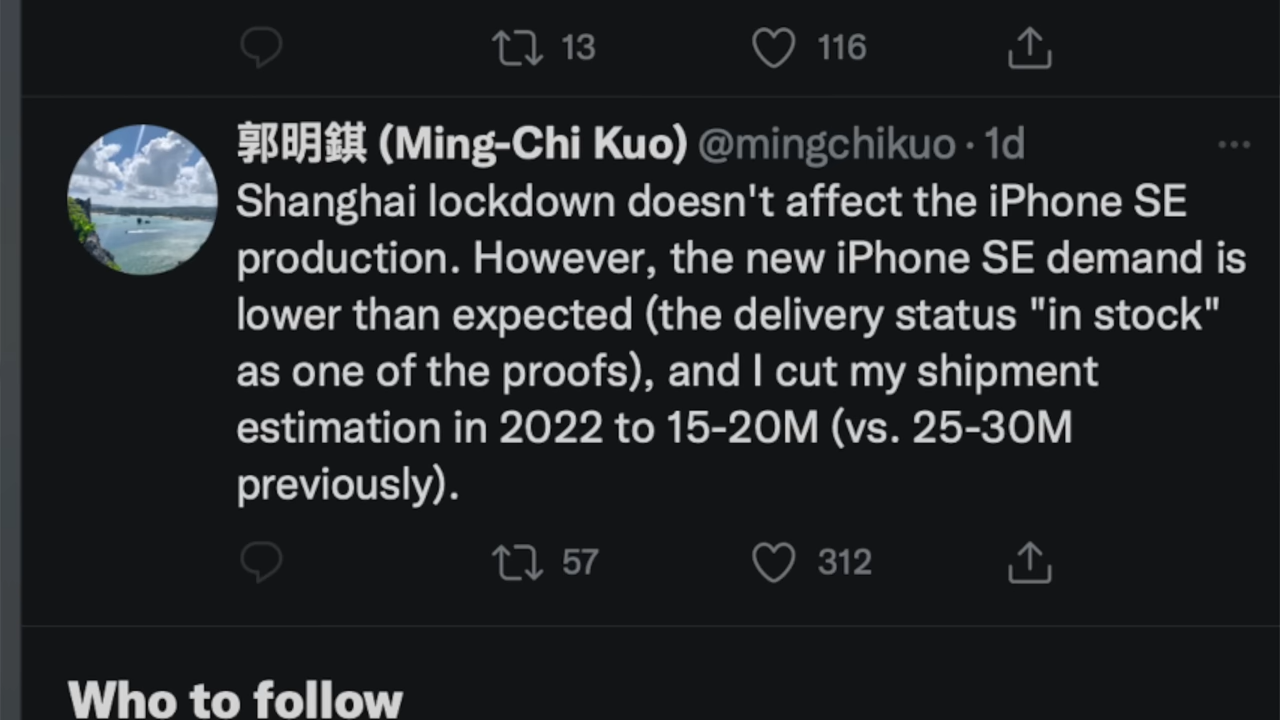 13 116
郭明錤 (Ming-Chi Kuo) @mingchikuo · 1d
Shanghai lockdown doesn't affect the iPhone SE
production. However, the new iPhone SE demand is
lower than expected (the delivery status "in stock"
as one of the proofs), and I cut my shipment
estimation in 2022 to 15-20M (vs. 25-30M
previously).
57 312
Who to follow